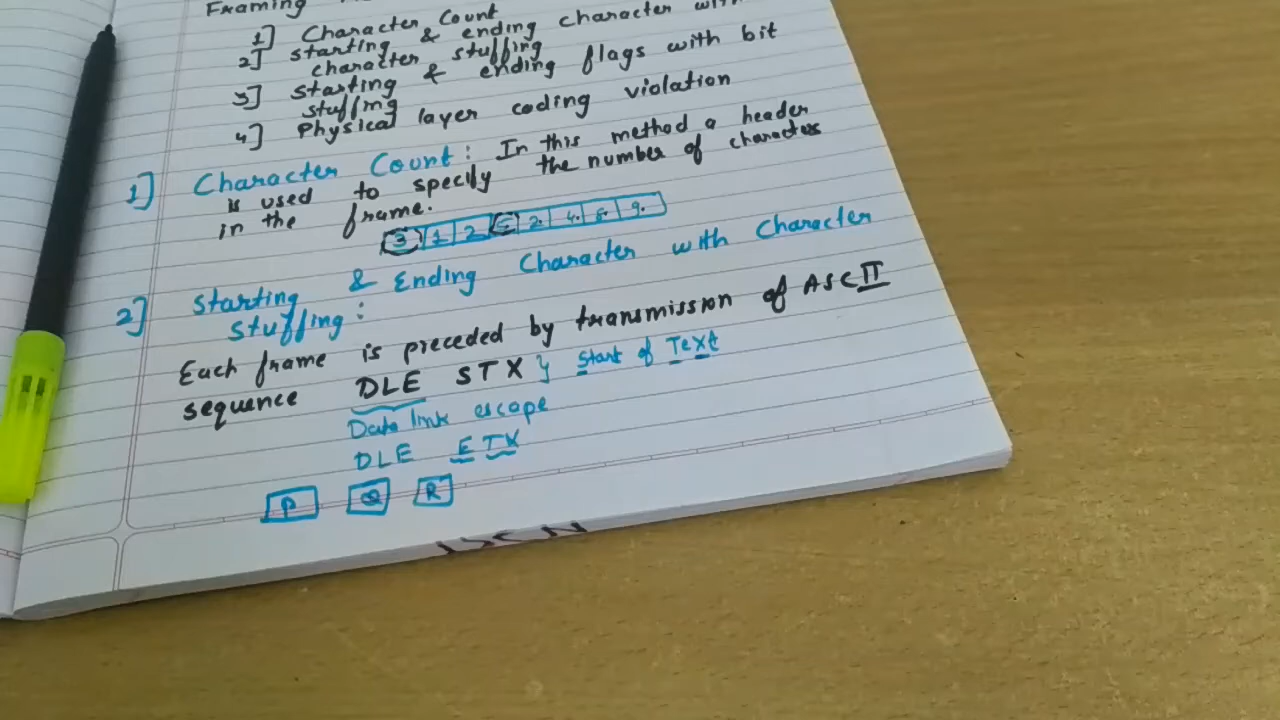 Framing
1] Character Count
2] Starting & ending character with
character stuffing
3] Starting & ending flags with bit
stuffing
4] Physical layer coding violation
1] Character Count: In this method a header
is used to specify the number of characters
in the frame.
3 1 2 5 2. 4. 8. 9.
2] Starting & Ending Character with Character
Stuffing:
Each frame is preceded by transmission of ASCII
sequence DLE STX } Start of Text
Data link escape
DLE ETX
P Q R
DCN